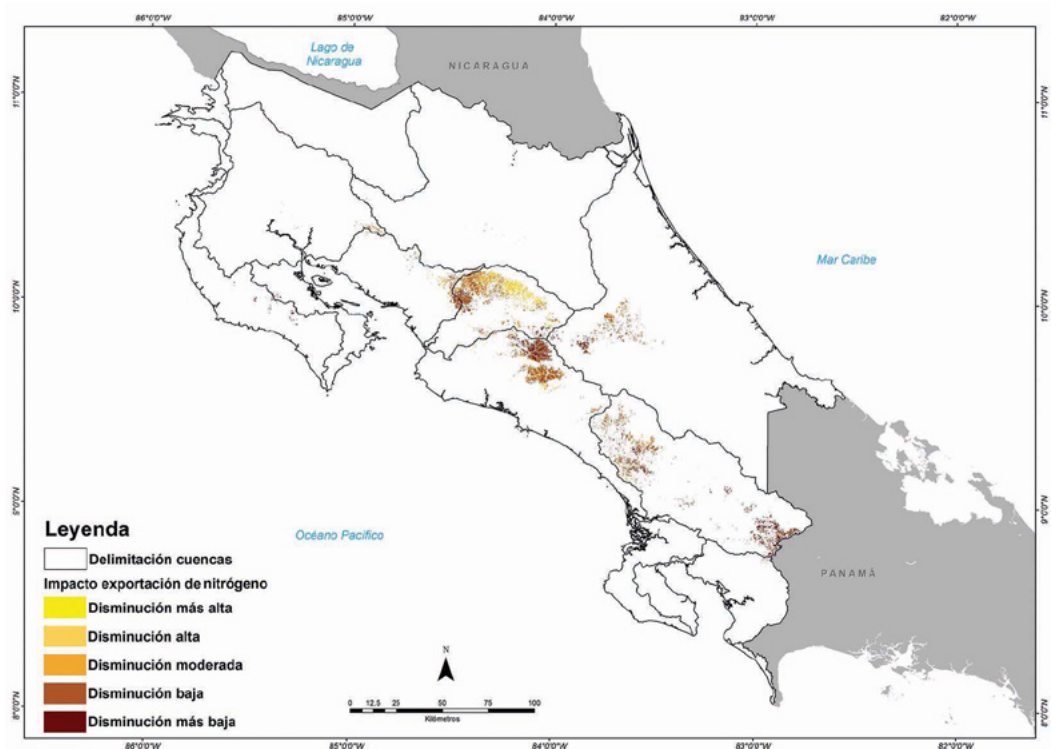 86°0'0"W 85°0'0"W 84°0'0"W 83°0'0"W 82°0'0"W
Lago de
Nicaragua
NICARAGUA
11°0'0"N 11°0'0"N
Mar Caribe
10°0'0"N 10°0'0"N
9°0'0"N
Océano Pacífico
PANAMÁ
Leyenda
Delimitación cuencas
Impacto exportación de nitrógeno
Disminución más alta
Disminución alta
Disminución moderada
Disminución baja
Disminución más baja
N
0 12.5 25 50 75 100
Kilómetros
8°0'0"N 8°0'0"N
86°0'0"W 85°0'0"W 84°0'0"W 83°0'0"W 82°0'0"W